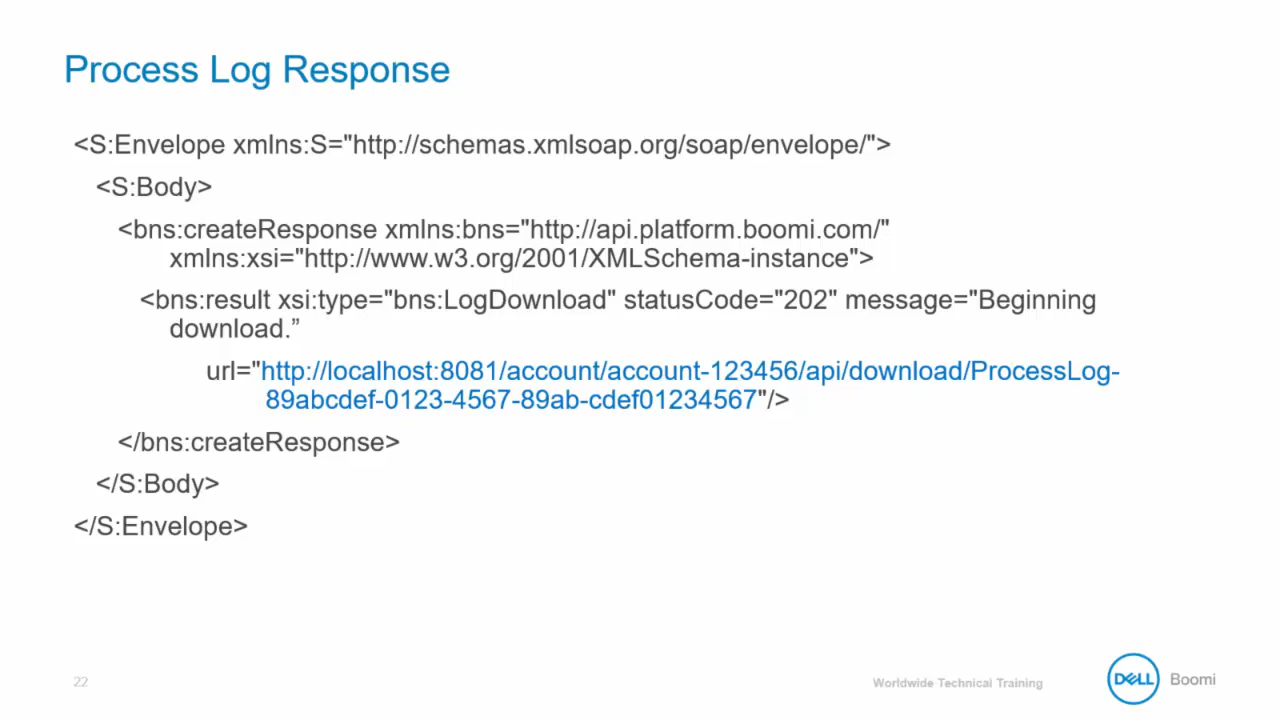 Process Log Response
<S:Envelope xmlns:S="http://schemas.xmlsoap.org/soap/envelope/">
<S:Body>
<bns:createResponse xmlns:bns="http://api.platform.boomi.com/"
xmlns:xsi="http://www.w3.org/2001/XMLSchema-instance">
<bns:result xsi:type="bns:LogDownload" statusCode="202" message="Beginning
download.”
url="http://localhost:8081/account/account-123456/api/download/ProcessLog-
89abcdef-0123-4567-89ab-cdef01234567"/>
</bns:createResponse>
</S:Body>
</S:Envelope>
22
Worldwide Technical Training
DELL Boomi